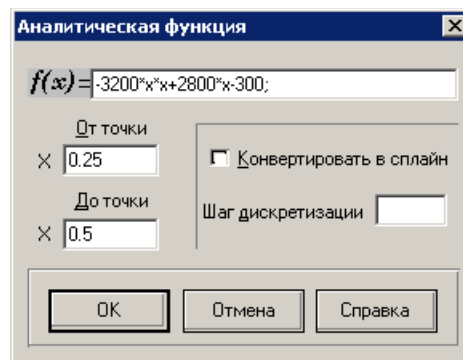 Аналитическая функция
f(x)= -3200*x*x+2800*x-300;
От точки
X 0.25
До точки
X 0.5
Конвертировать в сплайн
Шаг дискретизации
OK Отмена Справка